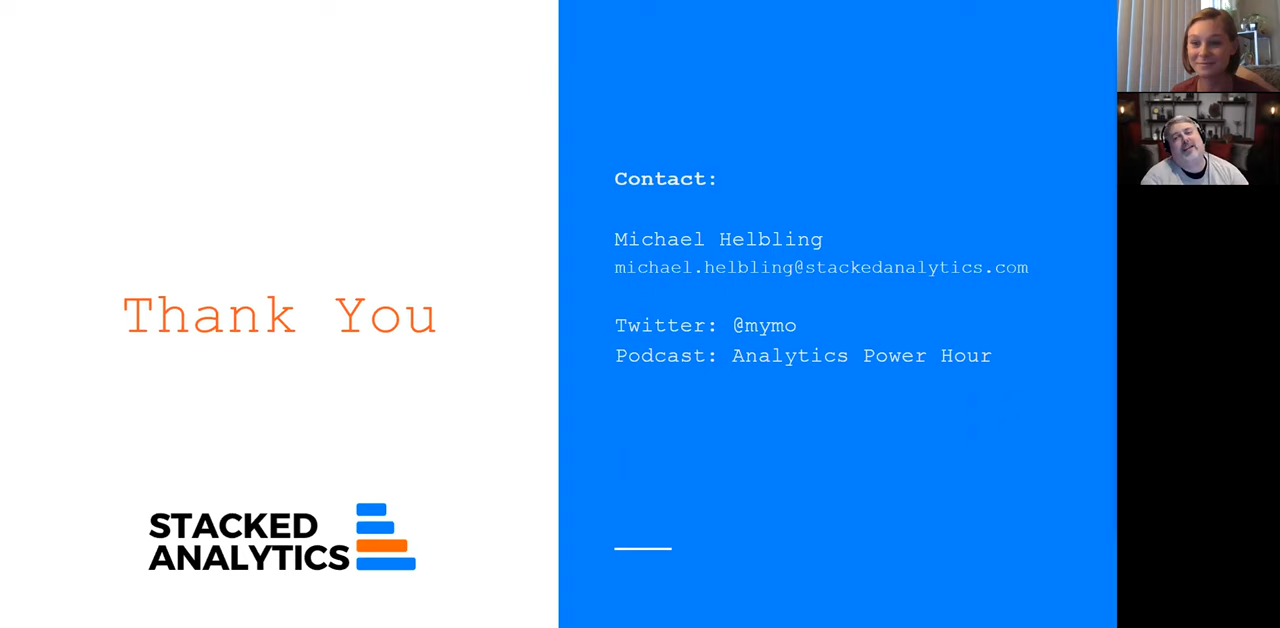 Thank You
STACKED
ANALYTICS
Contact:
Michael Helbling
michael.helbling@stackedanalytics.com
Twitter: @mymo
Podcast: Analytics Power Hour